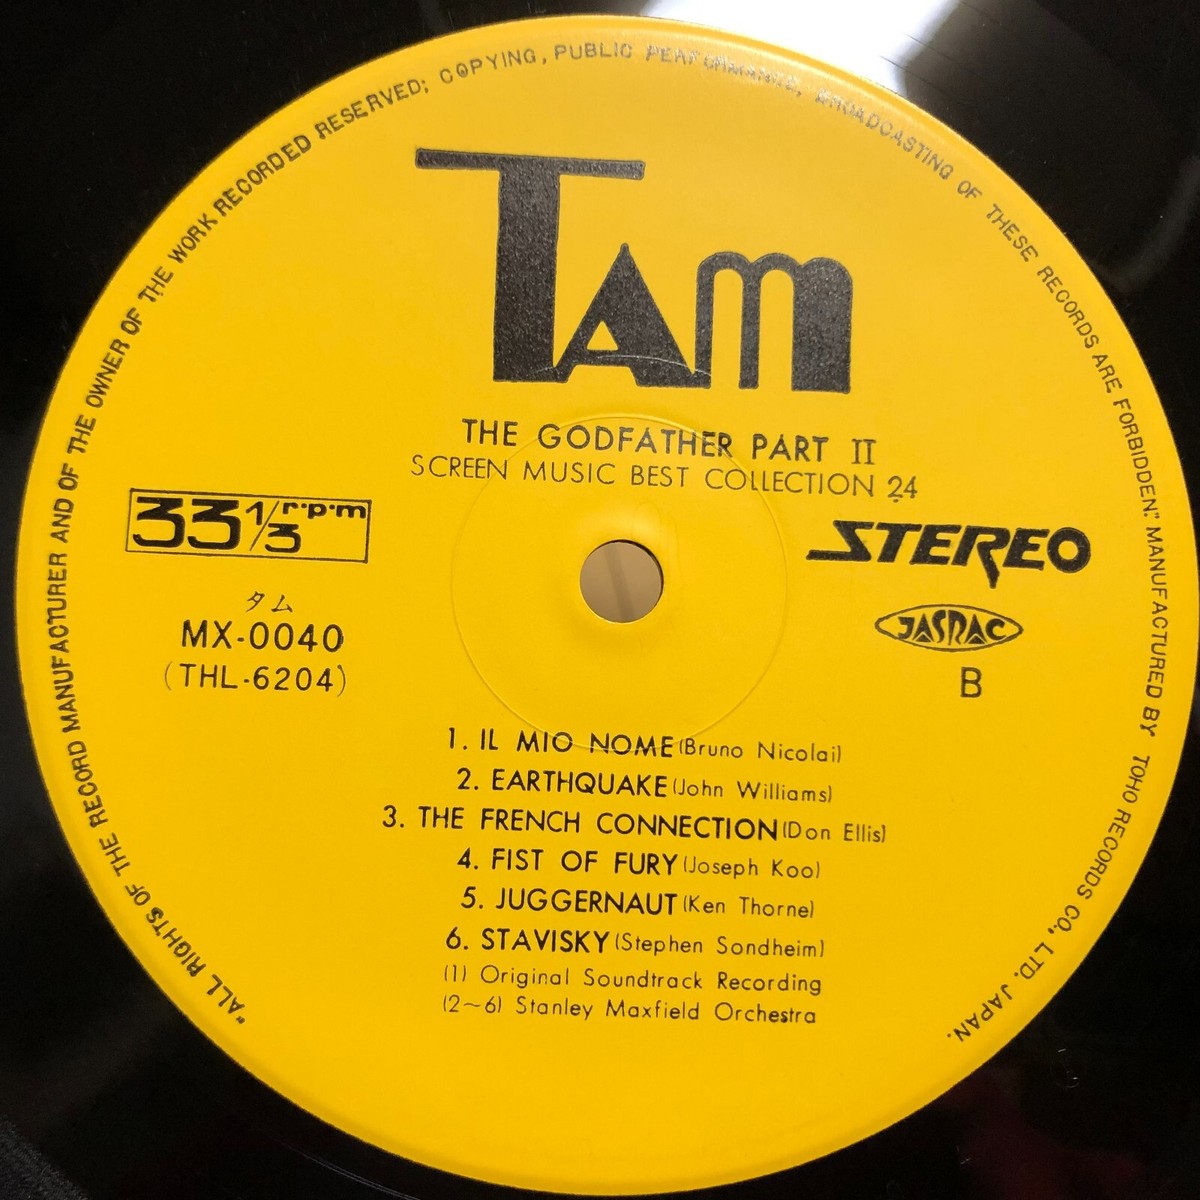 "ALL RIGHTS OF THE RECORD MANUFACTURER AND OF THE OWNER OF THE WORK RECORDED RESERVED; COPYING, PUBLIC PERFORMANCE, BROADCASTING OF THESE RECORDS ARE FORBIDDEN." MANUFACTURED BY TOHO RECORDS CO., LTD. JAPAN.
TAM
THE GODFATHER PART II
SCREEN MUSIC BEST COLLECTION 24
33 1/3 r·p·m
STEREO
タム
MX-0040
(THL-6204)
JASRAC
B
1. IL MIO NOME (Bruno Nicolai)
2. EARTHQUAKE (John Williams)
3. THE FRENCH CONNECTION (Don Ellis)
4. FIST OF FURY (Joseph Koo)
5. JUGGERNAUT (Ken Thorne)
6. STAVISKY (Stephen Sondheim)
(1) Original Soundtrack Recording
(2~6) Stanley Maxfield Orchestra